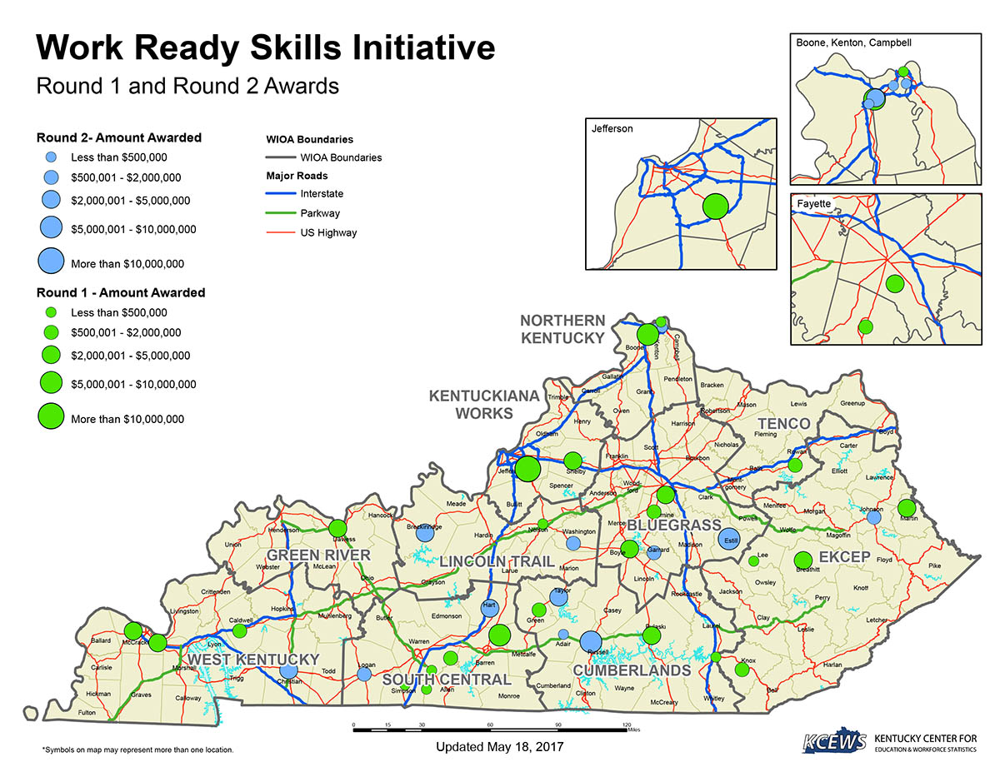 Work Ready Skills Initiative
Round 1 and Round 2 Awards
Round 2- Amount Awarded
Less than $500,000
$500,001 - $2,000,000
$2,000,001 - $5,000,000
$5,000,001 - $10,000,000
More than $10,000,000
Round 1 - Amount Awarded
Less than $500,000
$500,001 - $2,000,000
$2,000,001 - $5,000,000
$5,000,001 - $10,000,000
More than $10,000,000
WIOA Boundaries
WIOA Boundaries
Major Roads
Interstate
Parkway
US Highway
Jefferson
Boone, Kenton, Campbell
Fayette
NORTHERN
KENTUCKY
Boone
Kenton
Campbell
Gallatin
Carroll
Grant
Pendleton
Bracken
KENTUCKIANA
WORKS
Trimble
Owen
Henry
Oldham
Robertson
Mason
Lewis
Greenup
TENCO
Fleming
Harrison
Nicholas
Scott
Bourbon
Franklin
Shelby
Spencer
Bullitt
Anderson
Rowan
Bath
Mont-
gomery
Boyd
Carter
Elliott
Lawrence
Wood-
ford
Clark
Menifee
Morgan
Johnson
Martin
Powell
Wolfe
Magoffin
BLUEGRASS
Madison
Estill
Boyle
Garrard
Lincoln
Rockcastle
EKCEP
Lee
Breathitt
Floyd
Pike
Owsley
Jackson
Knott
Perry
Clay
Leslie
Letcher
Harlan
Knox
Bell
Laurel
Whitley
Meade
Breckinridge
Hancock
Hardin
Nelson
Washington
LINCOLN TRAIL
Marion
Larue
Grayson
Henderson
Daviess
Union
GREEN RIVER
Webster
McLean
Ohio
Crittenden
Livingston
Hopkins
Muhlenberg
Caldwell
Lyon
Ballard
McCracken
WEST KENTUCKY
Carlisle
Marshall
Trigg
Christian
Todd
Hickman
Graves
Calloway
Fulton
Butler
Edmonson
Hart
Warren
Barren
Metcalfe
Logan
SOUTH CENTRAL
Simpson
Allen
Monroe
Taylor
Green
Casey
Adair
Russell
Pulaski
CUMBERLANDS
Cumberland
Clinton
Wayne
McCreary
0 15 30 60 90 120
Miles
Updated May 18, 2017
*Symbols on map may represent more than one location.
KCEWS
KENTUCKY CENTER FOR
EDUCATION & WORKFORCE STATISTICS